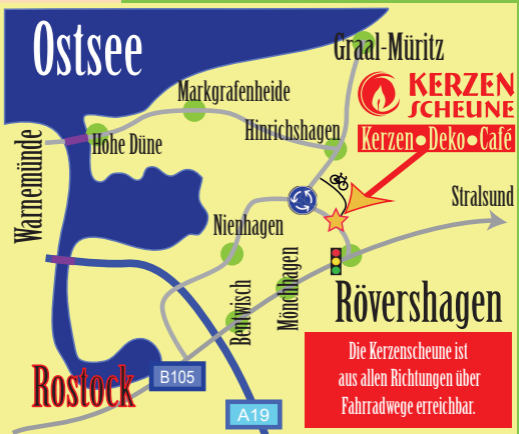 Ostsee
Graal-Müritz
KERZEN
SCHEUNE
Kerzen•Deko•Café
Markgrafenheide
Hinrichshagen
Hohe Düne
Warnemünde
Stralsund
Nienhagen
Mönchhagen
Bentwisch
Rövershagen
Die Kerzenscheune ist
aus allen Richtungen über
Fahrradwege erreichbar.
Rostock
B105
A19